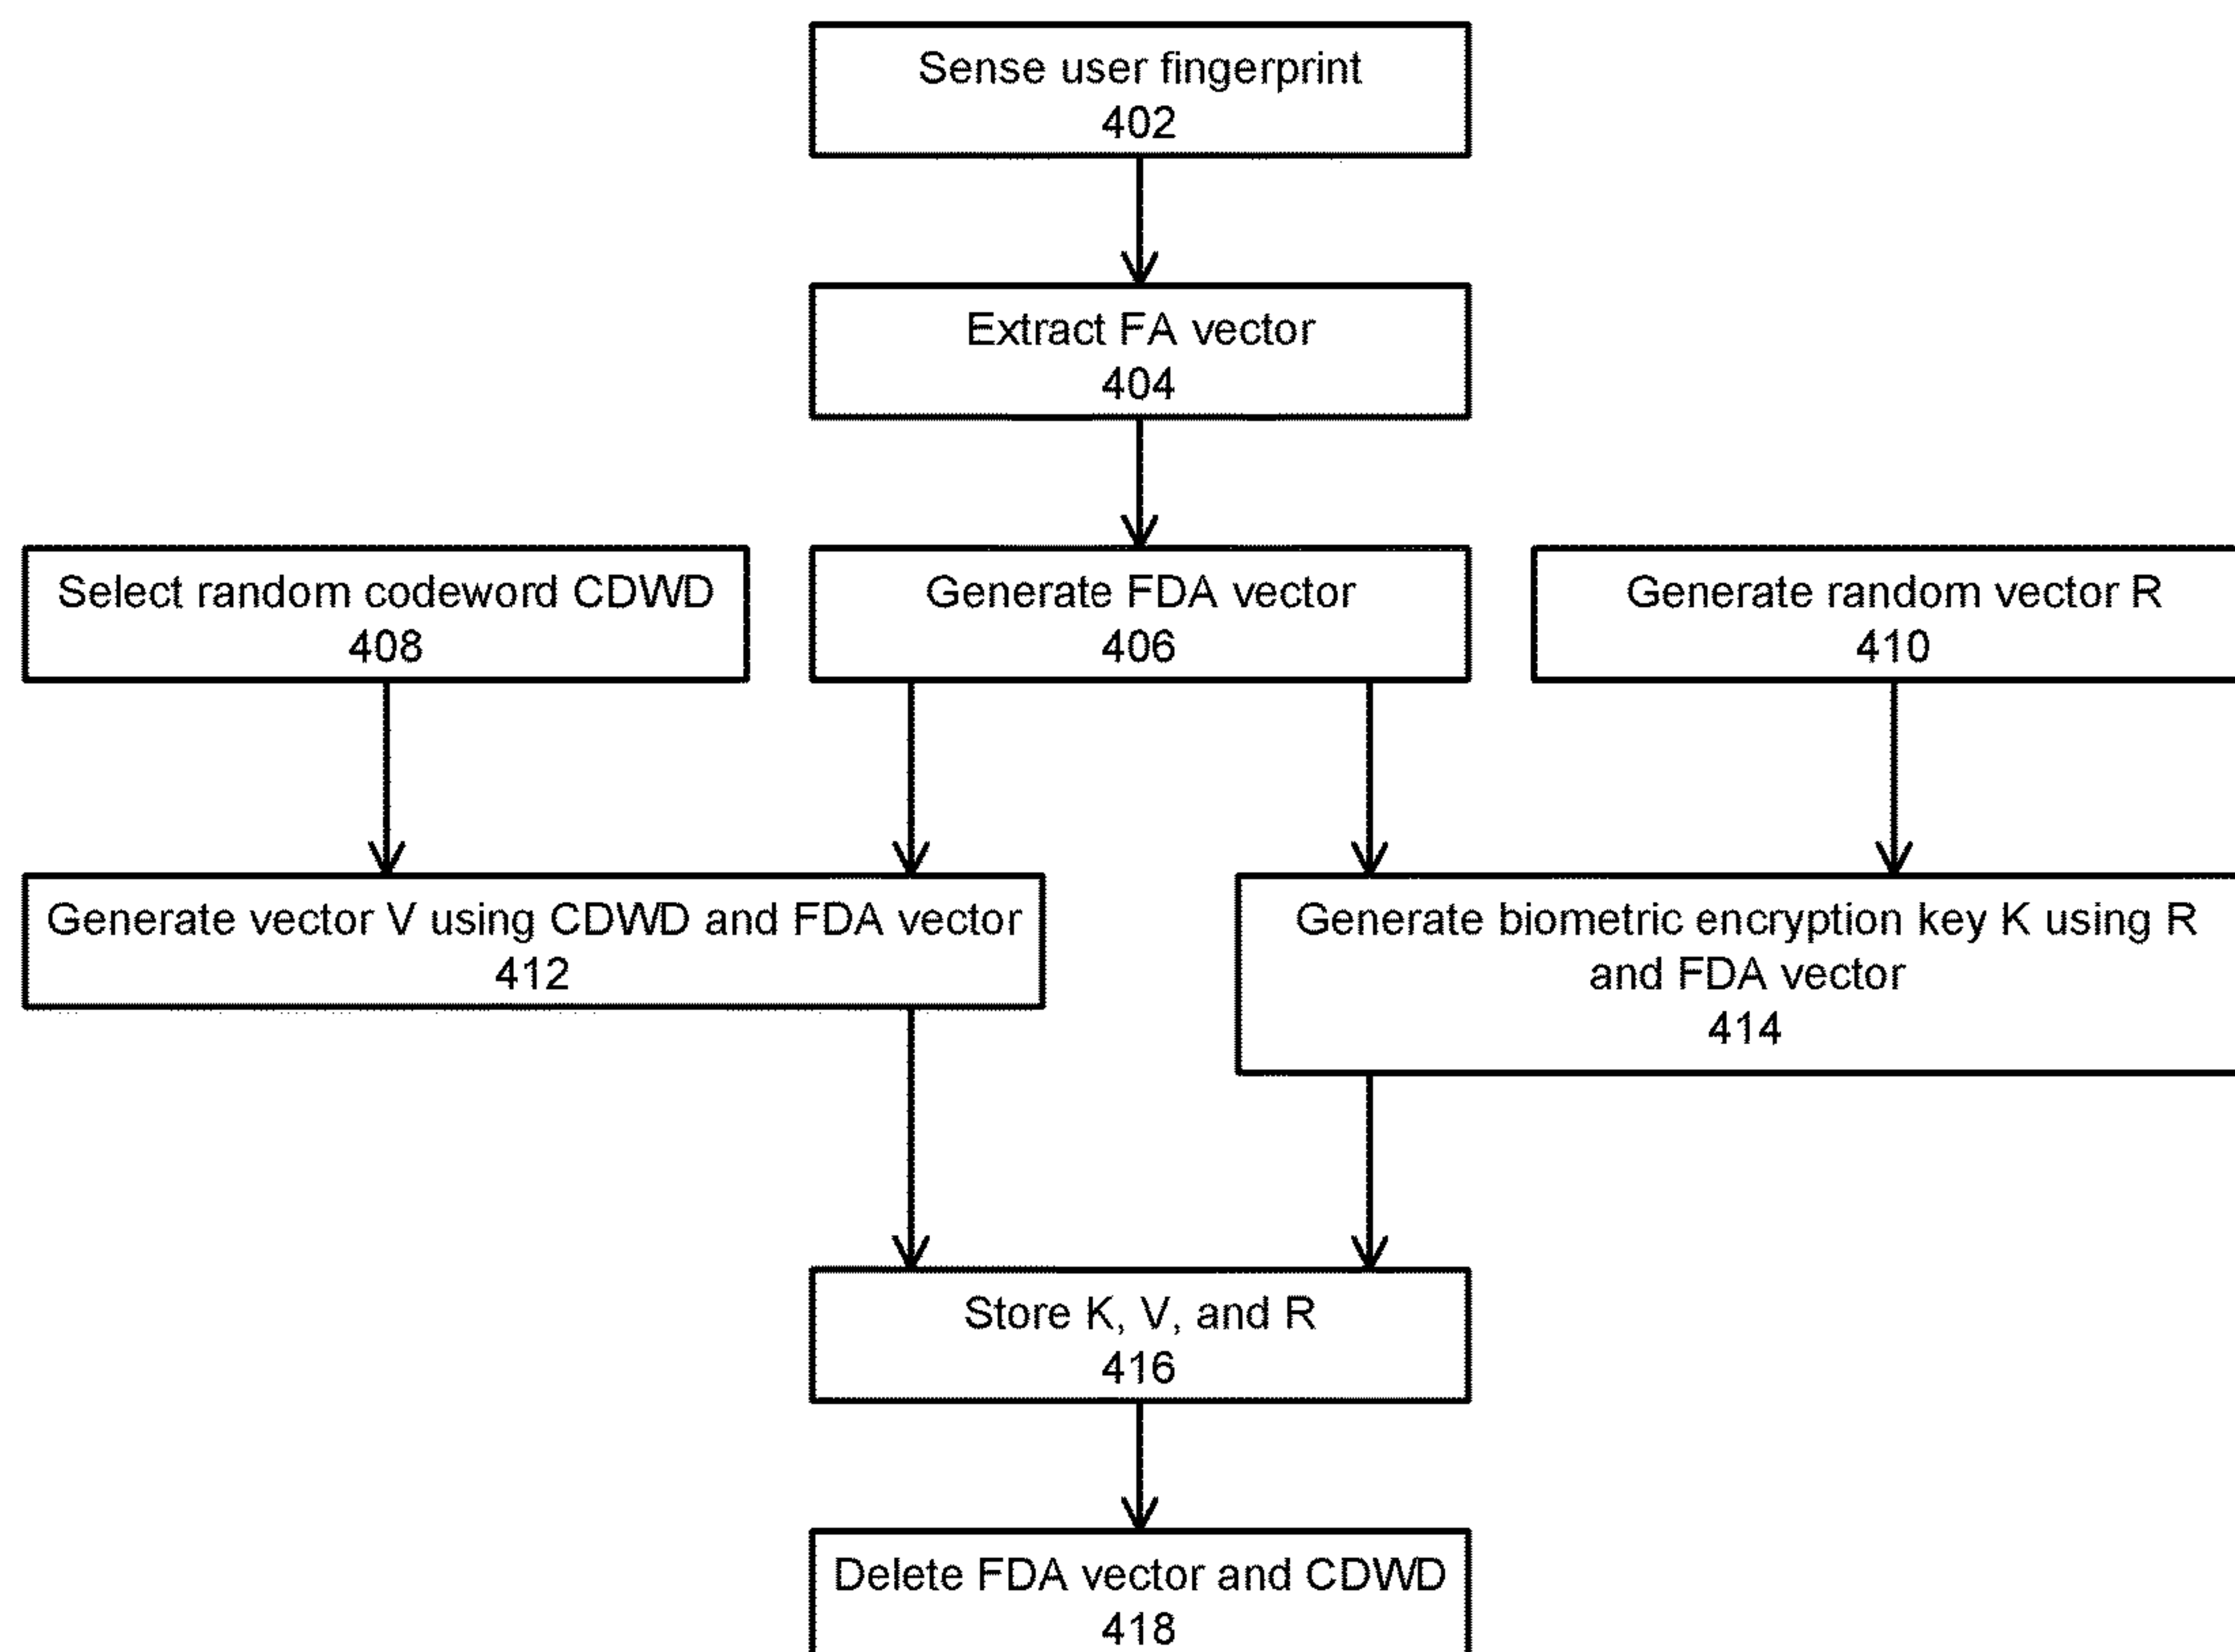 Sense user fingerprint
402
Extract FA vector
404
Select random codeword CDWD
408
Generate FDA vector
406
Generate random vector R
410
Generate vector V using CDWD and FDA vector
412
Generate biometric encryption key K using R
and FDA vector
414
Store K, V, and R
416
Delete FDA vector and CDWD
418